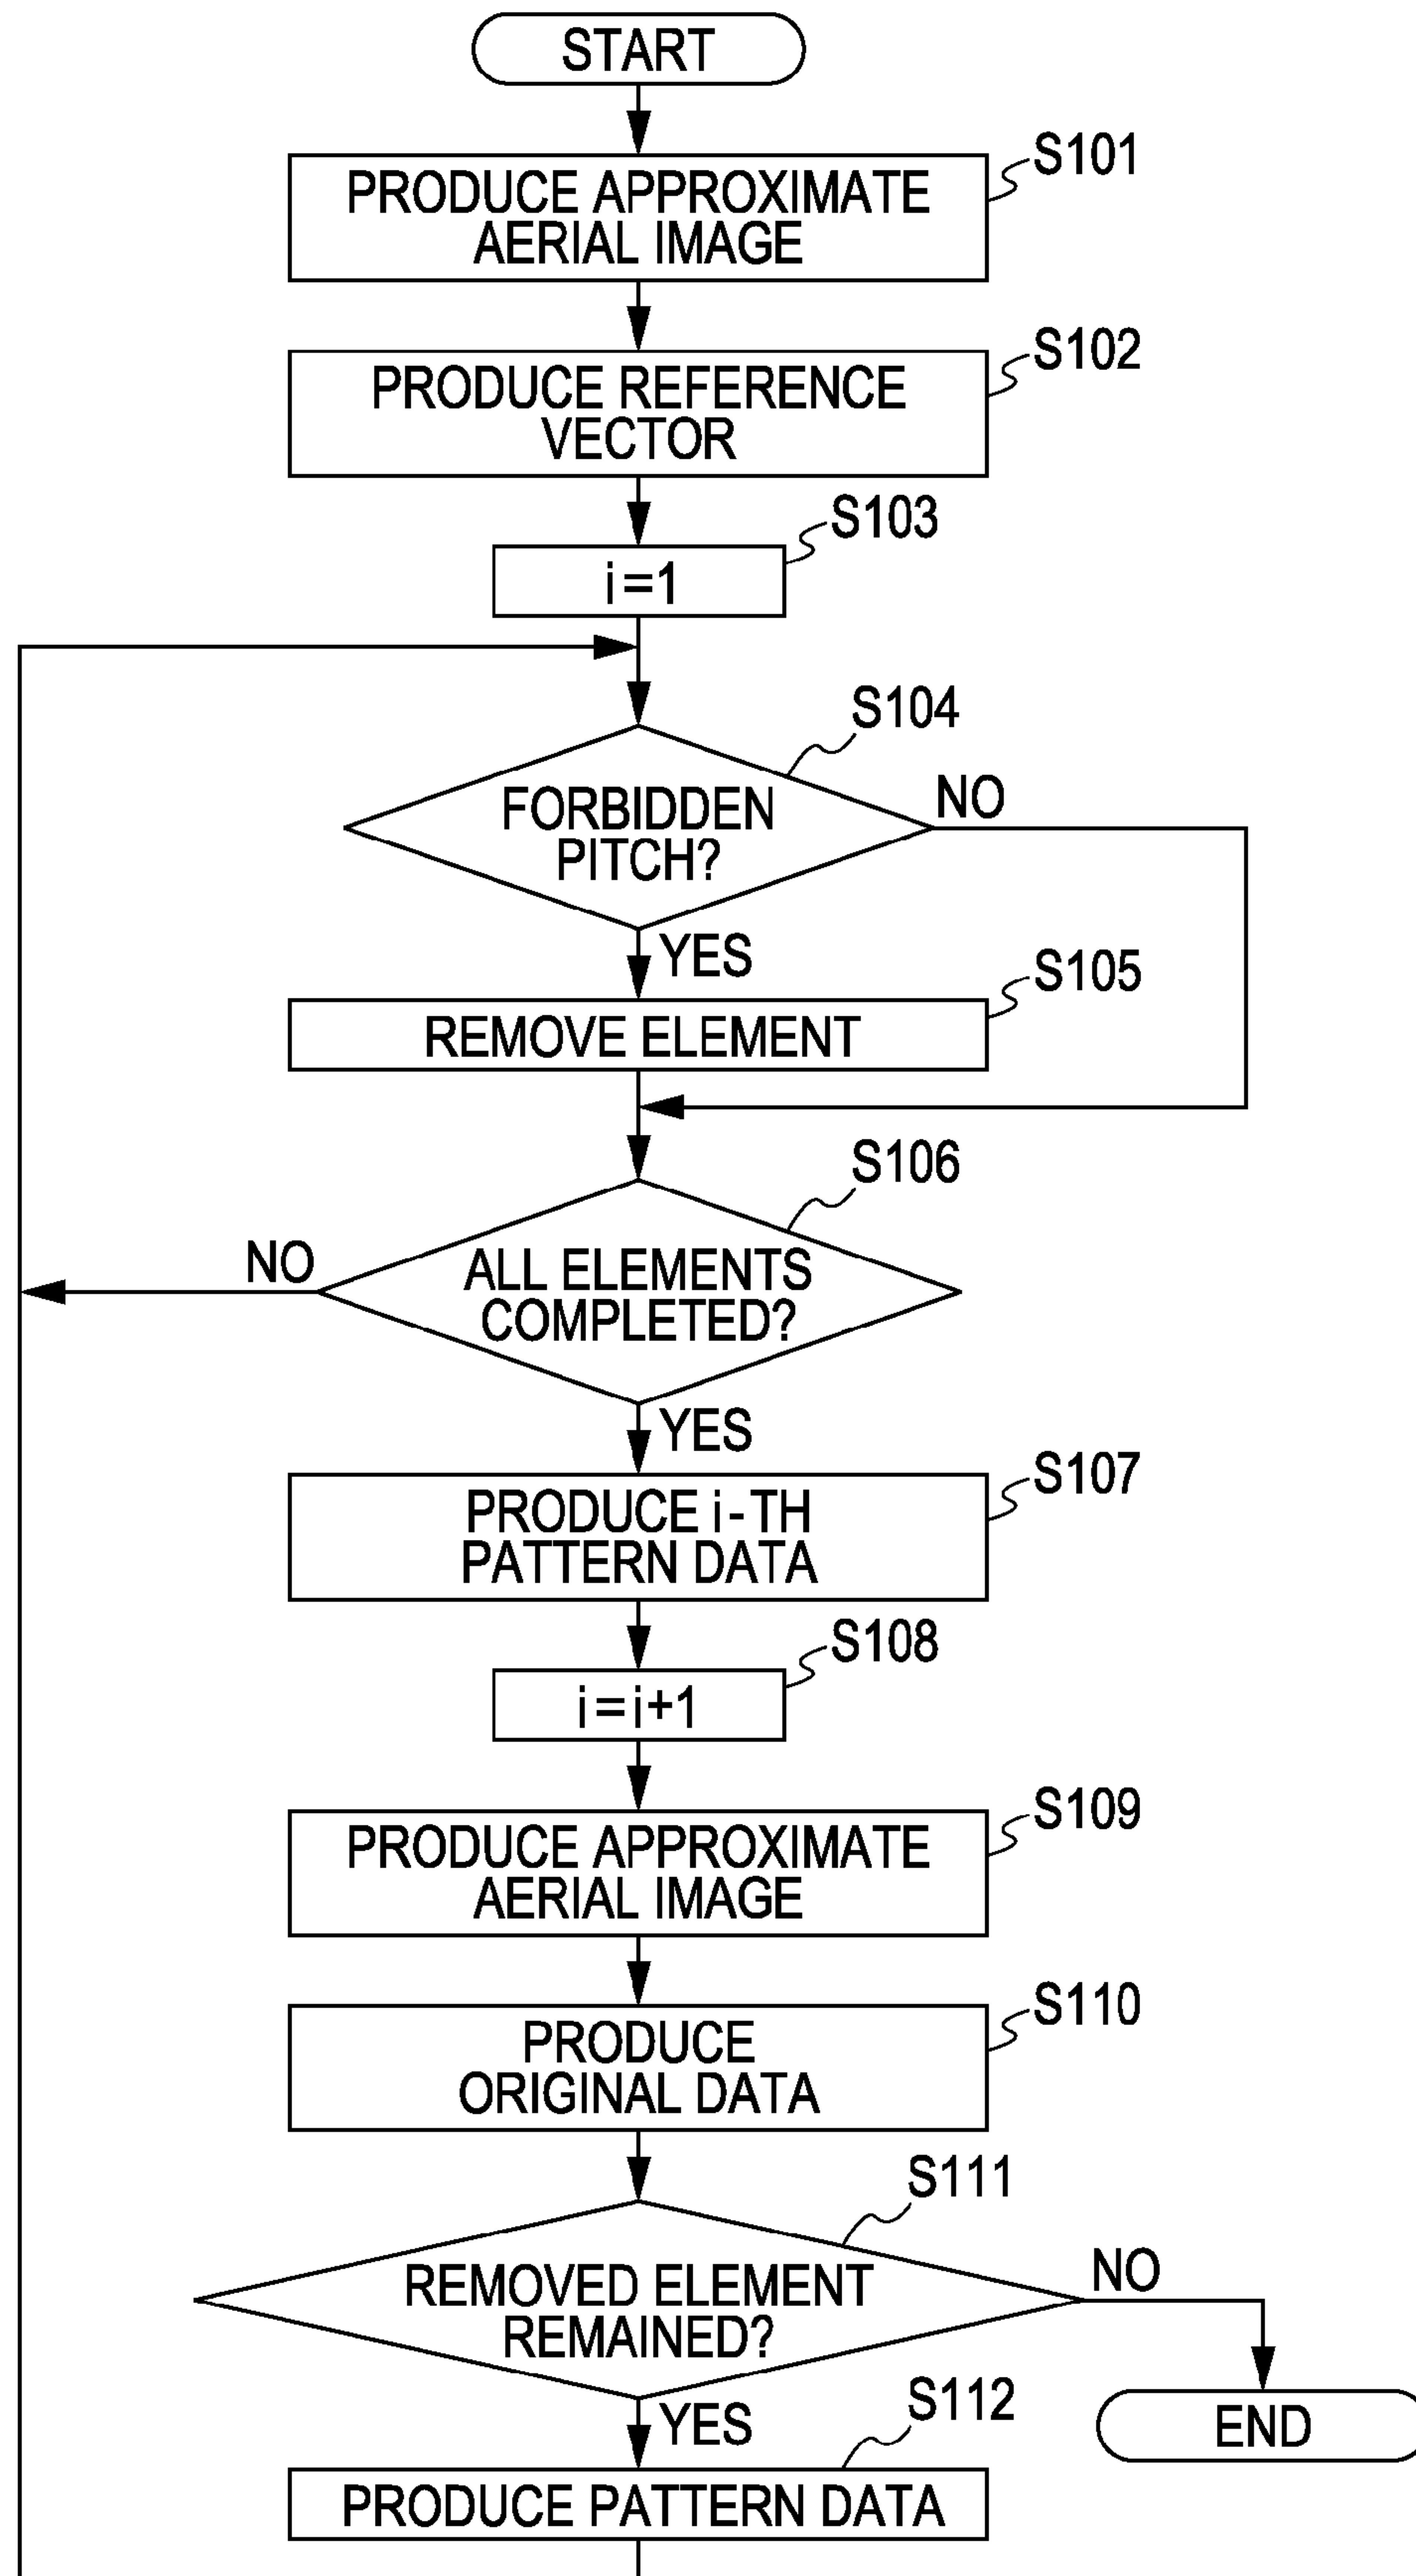 START
S101
PRODUCE APPROXIMATE
AERIAL IMAGE
S102
PRODUCE REFERENCE
VECTOR
S103
i=1
S104
FORBIDDEN
PITCH?
NO
YES
S105
REMOVE ELEMENT
S106
ALL ELEMENTS
COMPLETED?
NO
YES
S107
PRODUCE i-TH
PATTERN DATA
S108
i=i+1
S109
PRODUCE APPROXIMATE
AERIAL IMAGE
S110
PRODUCE
ORIGINAL DATA
S111
REMOVED ELEMENT
REMAINED?
NO
YES
END
S112
PRODUCE PATTERN DATA